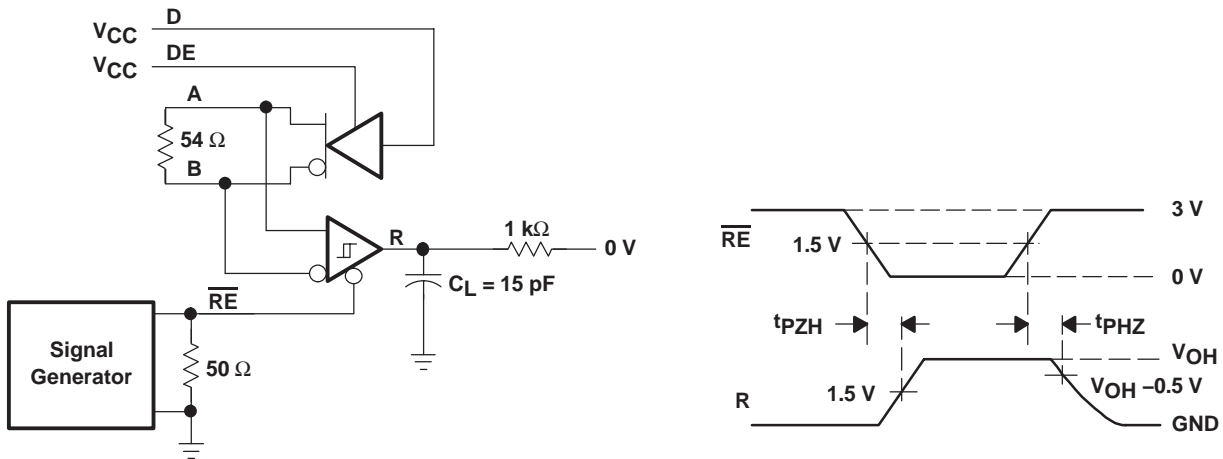 VCC D
VCC DE
A
54 Ω
B
R
1 kΩ
0 V
CL = 15 pF
RE
Signal
Generator
50 Ω
RE
3 V
1.5 V
0 V
tPZH
tPHZ
VOH
R
1.5 V
VOH –0.5 V
GND